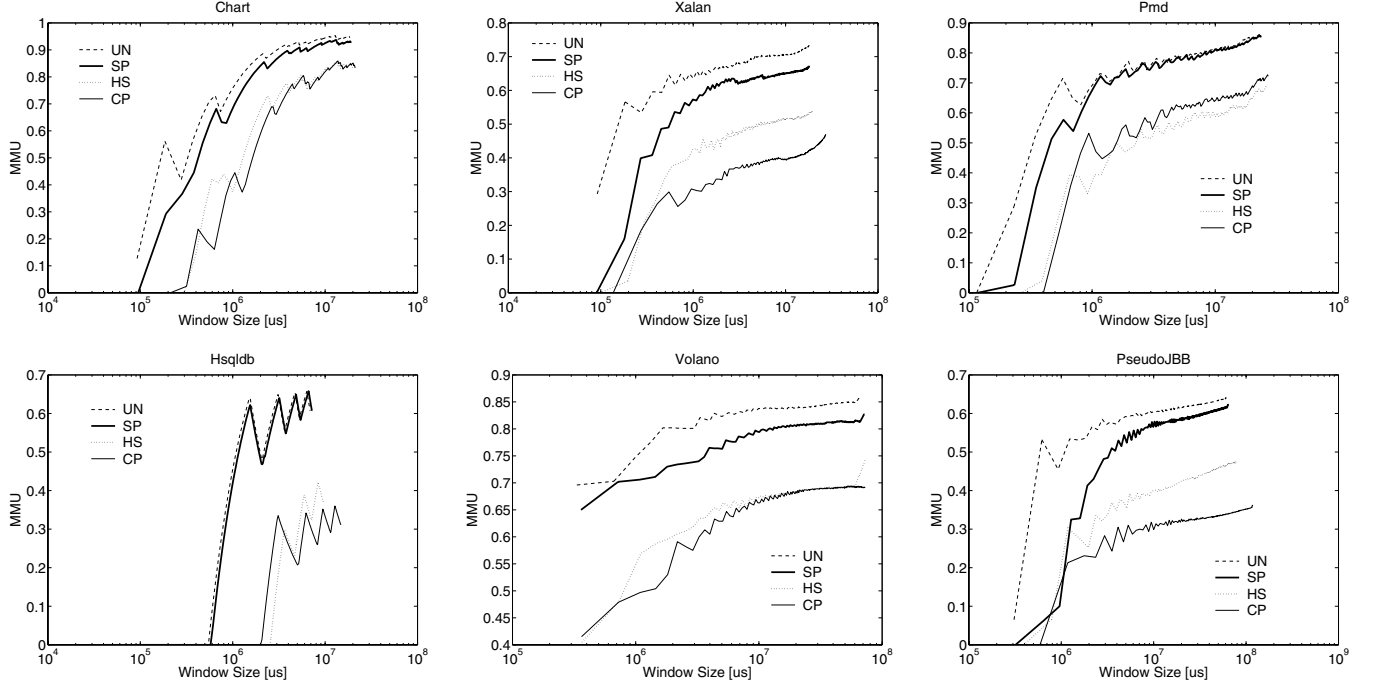 Chart
1
0.9
0.8
0.7
0.6
0.5
0.4
0.3
0.2
0.1
0
MMU
UN
SP
HS
CP
10^4
10^5
10^6
10^7
10^8
Window Size [us]
Xalan
0.8
0.7
0.6
0.5
0.4
0.3
0.2
0.1
0
MMU
UN
SP
HS
CP
10^4
10^5
10^6
10^7
10^8
Window Size [us]
Pmd
0.9
0.8
0.7
0.6
0.5
0.4
0.3
0.2
0.1
0
MMU
UN
SP
HS
CP
10^5
10^6
10^7
10^8
Window Size [us]
Hsqldb
0.7
0.6
0.5
0.4
0.3
0.2
0.1
0
MMU
UN
SP
HS
CP
10^4
10^5
10^6
10^7
10^8
Window Size [us]
Volano
0.9
0.85
0.8
0.75
0.7
0.65
0.6
0.55
0.5
0.45
0.4
MMU
UN
SP
HS
CP
10^5
10^6
10^7
10^8
Window Size [us]
PseudoJBB
0.7
0.6
0.5
0.4
0.3
0.2
0.1
0
MMU
UN
SP
HS
CP
10^5
10^6
10^7
10^8
10^9
Window Size [us]